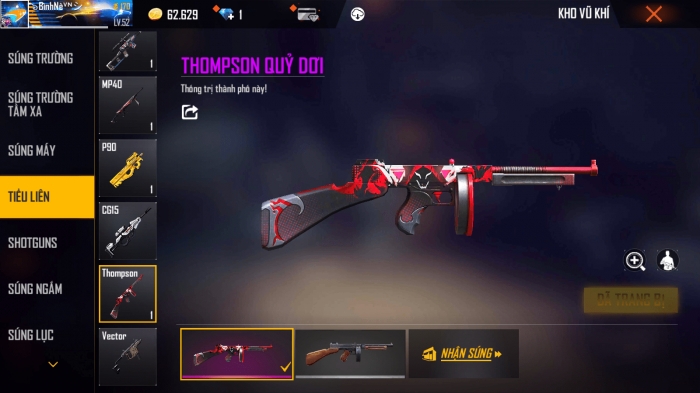 BìnhNá VN
LV.52
62.629
1
KHO VŨ KHÍ
SÚNG TRƯỜNG
SÚNG TRƯỜNG
TẦM XA
SÚNG MÁY
TIỂU LIÊN
SHOTGUNS
SÚNG NGẮM
SÚNG LỤC
1
MP40
1
P90
1
CG15
Thompson
1
Vector
THOMPSON QUỶ DƠI
Thống trị thành phố này!
ĐÃ TRANG BỊ
NHẬN SÚNG